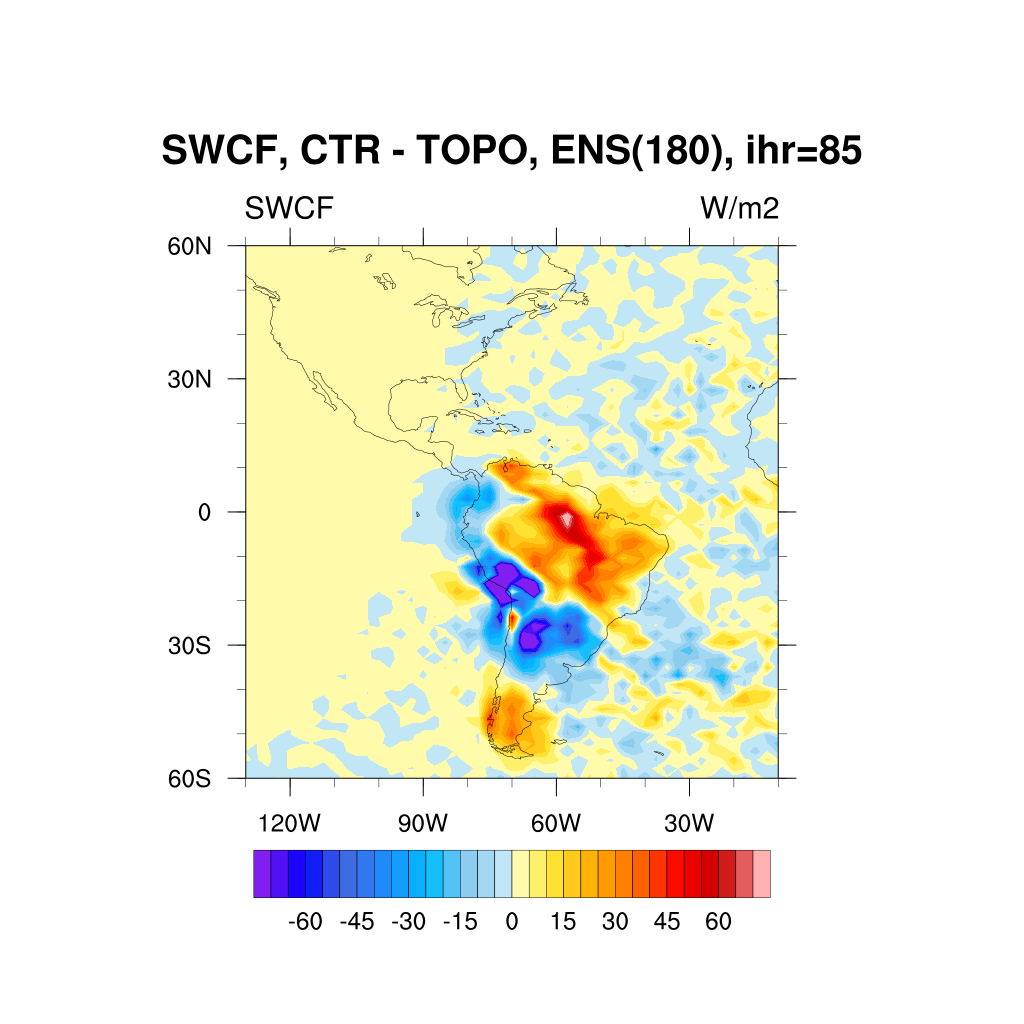 SWCF, CTR - TOPO, ENS(180), ihr=85
SWCF W/m2
60N
30N
0
30S
60S
120W 90W 60W 30W
-60 -45 -30 -15 0 15 30 45 60